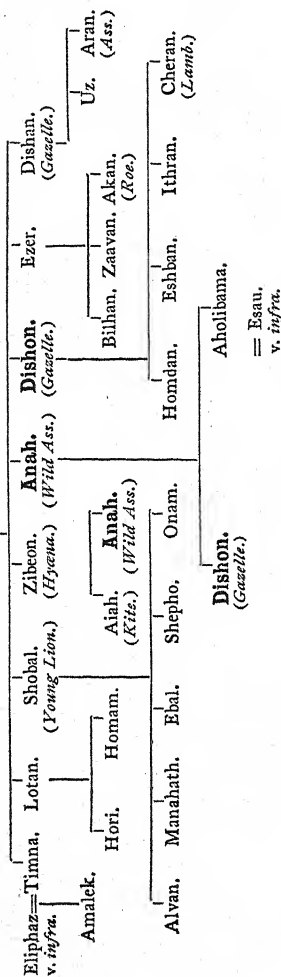 Eliphaz=Timna. Lotan. Shobal. Zibeon. Anah. Dishon. Ezer. Dishan.
v. infra. (Young Lion.) (Hyæna.) (Wild Ass.) (Gazelle.) (Gazelle.)
Amalek. Hori. Homam. Aiah. Anah. Bilhan. Zaavan. Akan. Uz. Aran.
(Kite.) (Wild Ass.) (Roe.) (Ass.)
Alvan. Manahath. Ebal. Shepho. Onam. Homdan. Eshban. Ithran. Cheran.
(Lamb.)
Dishon. Aholibama.
(Gazelle.)
= Esau.
v. infra.